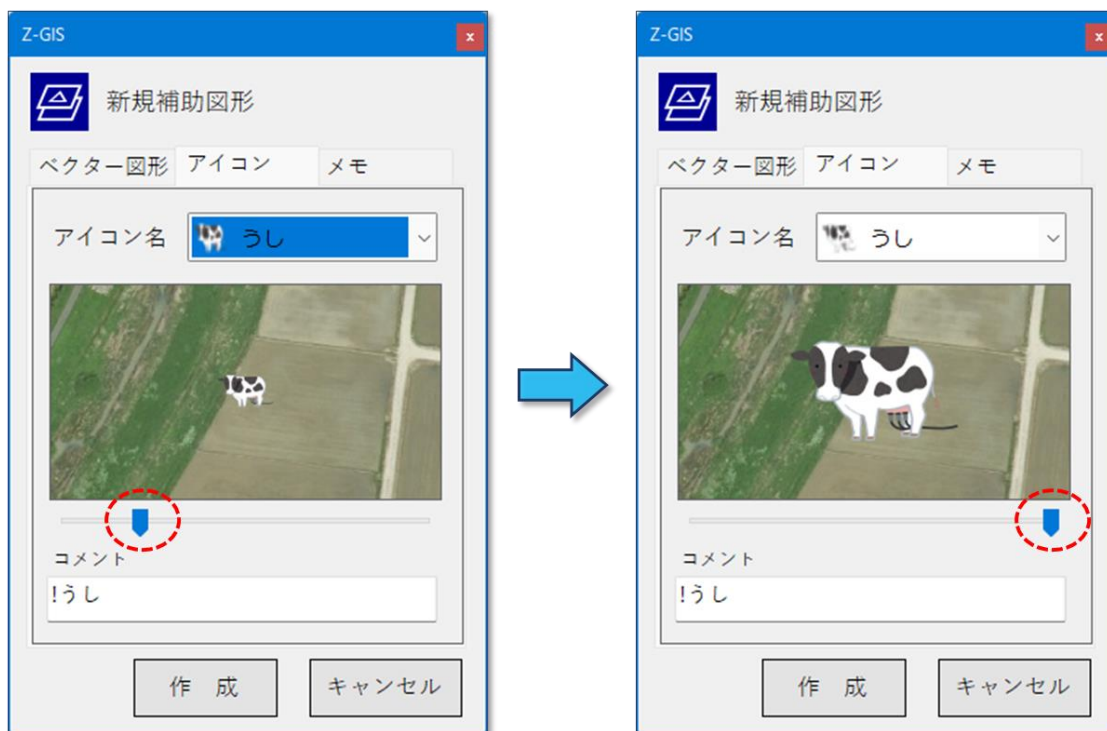 Z-GIS
x
新規補助図形
ベクター図形 アイコン メモ
アイコン名 うし
コメント
!うし
作 成 キャンセル
Z-GIS
x
新規補助図形
ベクター図形 アイコン メモ
アイコン名 うし
コメント
!うし
作 成 キャンセル